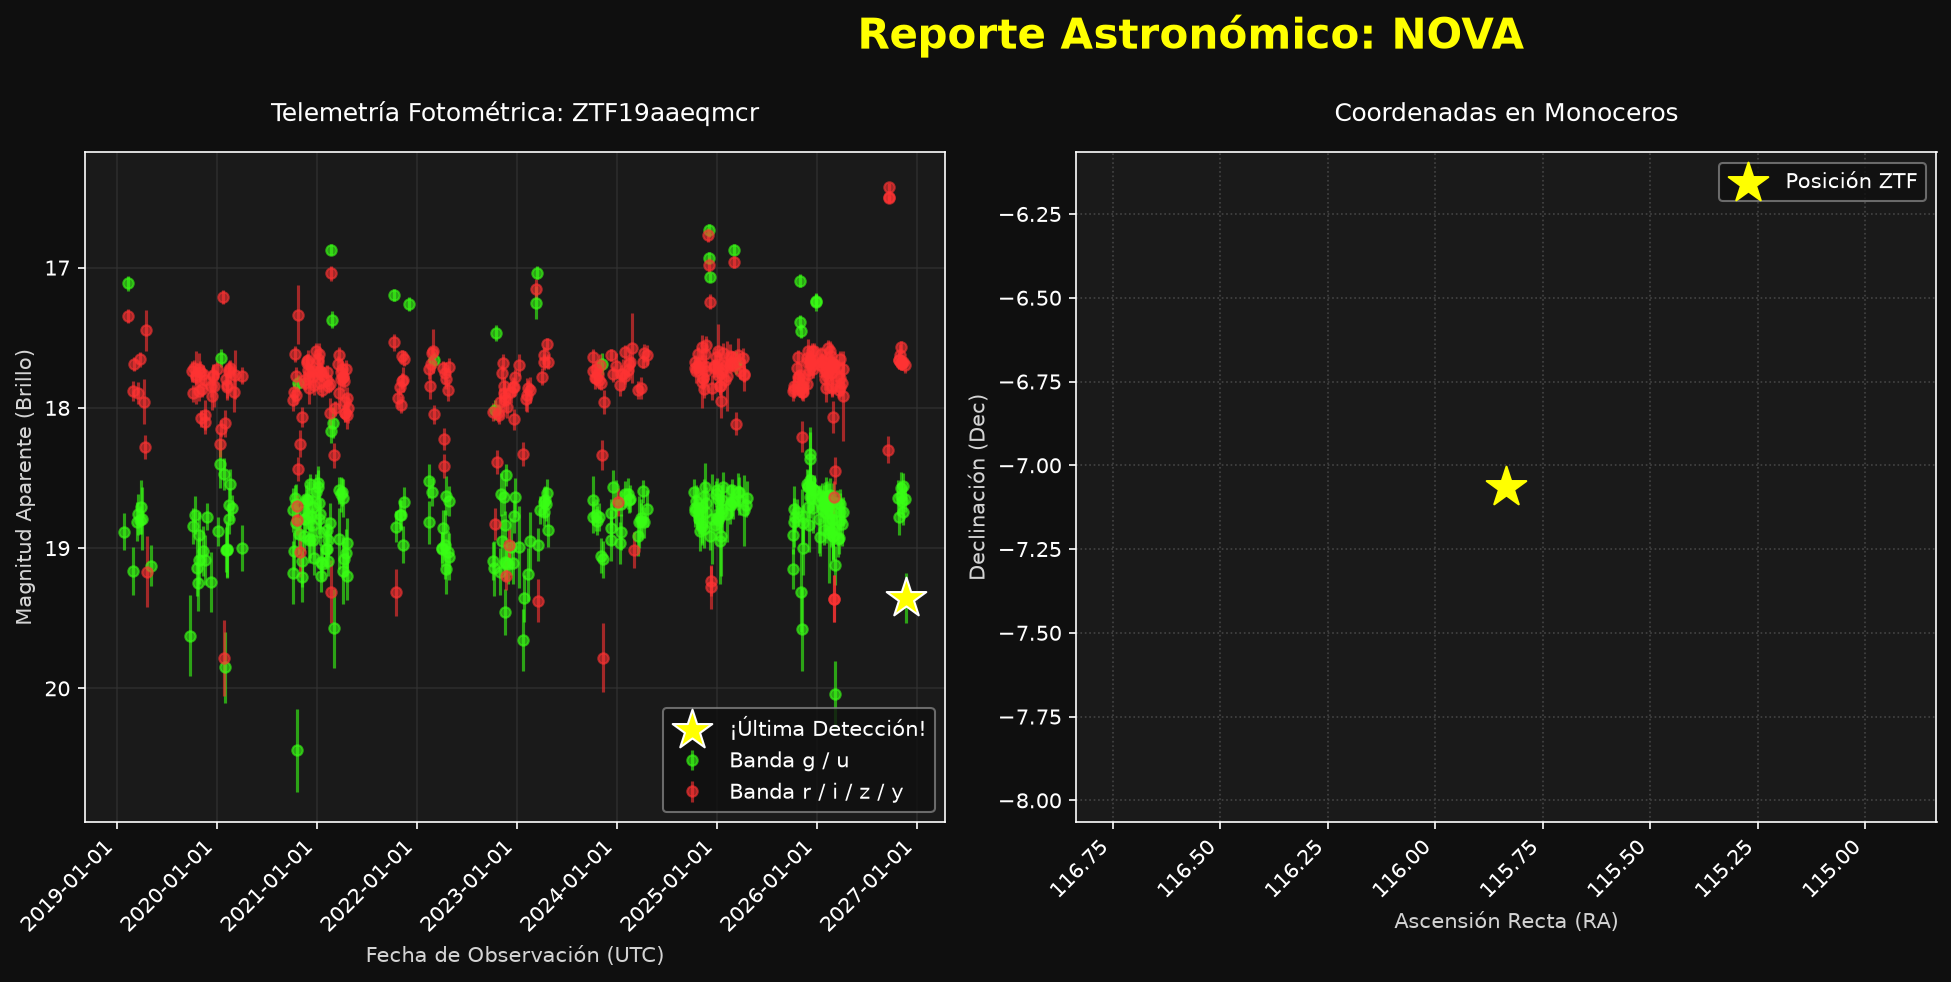 Reporte Astronómico: NOVA
Telemetría Fotométrica: ZTF19aaeqmcr
Magnitud Aparente (Brillo)
17
18
19
20
¡Última Detección!
Banda g / u
Banda r / i / z / y
2019-01-01
2020-01-01
2021-01-01
2022-01-01
2023-01-01
2024-01-01
2025-01-01
2026-01-01
2027-01-01
Fecha de Observación (UTC)
Coordenadas en Monoceros
Posición ZTF
Declinación (Dec)
−6.25
−6.50
−6.75
−7.00
−7.25
−7.50
−7.75
−8.00
116.75
116.50
116.25
116.00
115.75
115.50
115.25
115.00
Ascensión Recta (RA)